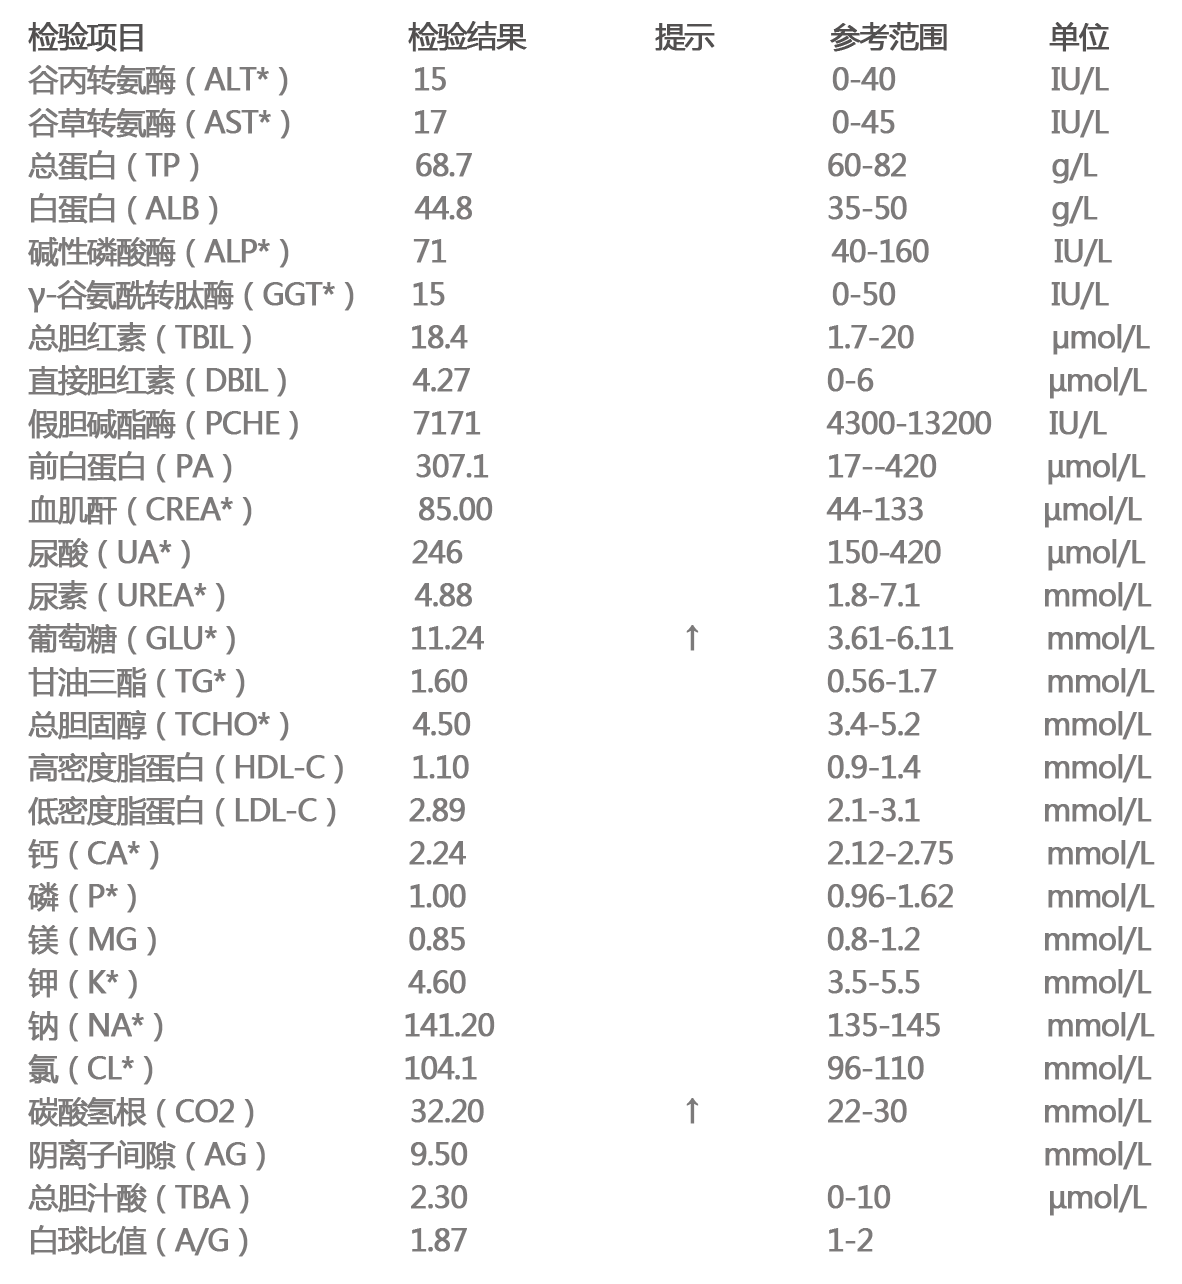 检验项目 检验结果 提示 参考范围 单位
谷丙转氨酶（ALT*） 15 0-40 IU/L
谷草转氨酶（AST*） 17 0-45 IU/L
总蛋白（TP） 68.7 60-82 g/L
白蛋白（ALB） 44.8 35-50 g/L
碱性磷酸酶（ALP*） 71 40-160 IU/L
γ-谷氨酰转肽酶（GGT*） 15 0-50 IU/L
总胆红素（TBIL） 18.4 1.7-20 μmol/L
直接胆红素（DBIL） 4.27 0-6 μmol/L
假胆碱酯酶（PCHE） 7171 4300-13200 IU/L
前白蛋白（PA） 307.1 17--420 μmol/L
血肌酐（CREA*） 85.00 44-133 μmol/L
尿酸（UA*） 246 150-420 μmol/L
尿素（UREA*） 4.88 1.8-7.1 mmol/L
葡萄糖（GLU*） 11.24 ↑ 3.61-6.11 mmol/L
甘油三酯（TG*） 1.60 0.56-1.7 mmol/L
总胆固醇（TCHO*） 4.50 3.4-5.2 mmol/L
高密度脂蛋白（HDL-C） 1.10 0.9-1.4 mmol/L
低密度脂蛋白（LDL-C） 2.89 2.1-3.1 mmol/L
钙（CA*） 2.24 2.12-2.75 mmol/L
磷（P*） 1.00 0.96-1.62 mmol/L
镁（MG） 0.85 0.8-1.2 mmol/L
钾（K*） 4.60 3.5-5.5 mmol/L
钠（NA*） 141.20 135-145 mmol/L
氯（CL*） 104.1 96-110 mmol/L
碳酸氢根（CO2） 32.20 ↑ 22-30 mmol/L
阴离子间隙（AG） 9.50 mmol/L
总胆汁酸（TBA） 2.30 0-10 μmol/L
白球比值（A/G） 1.87 1-2